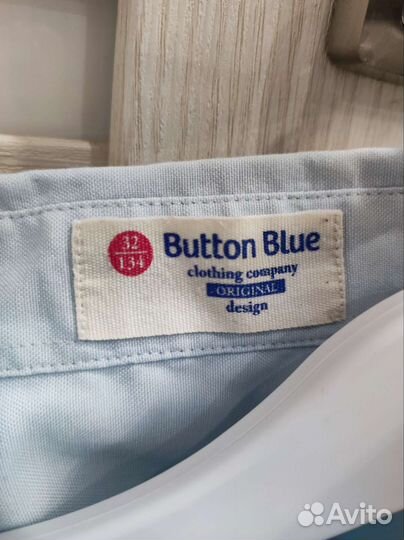 32
134
Button Blue
clothing company
ORIGINAL
design
Avito